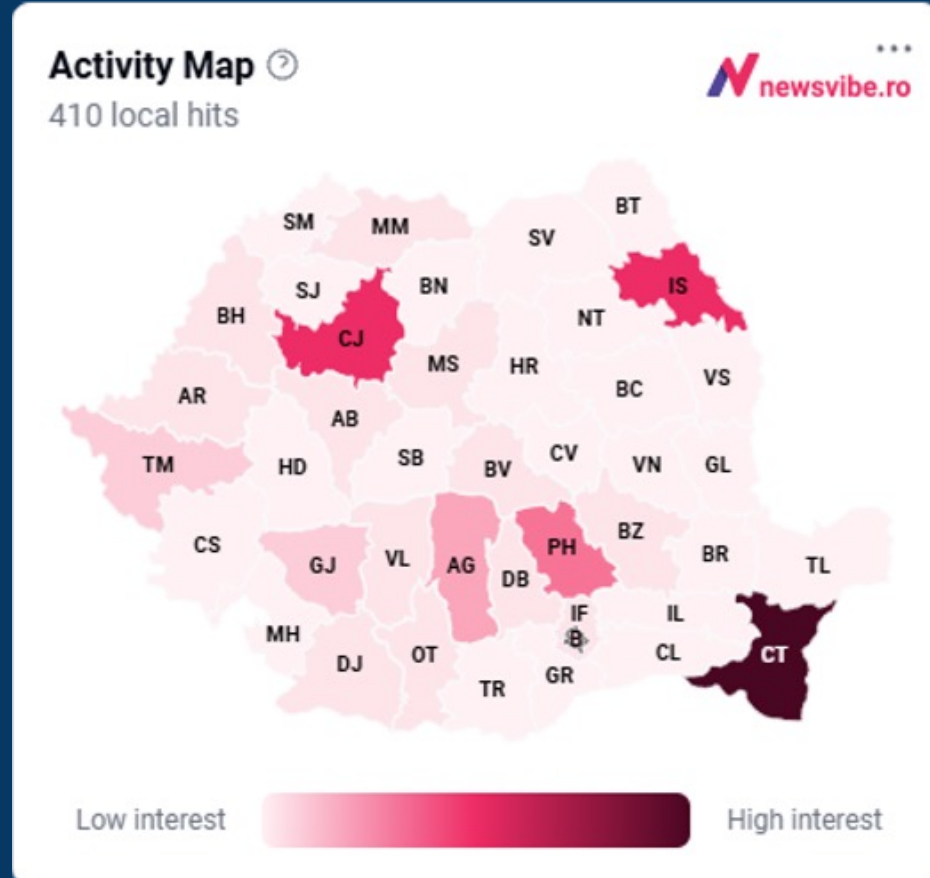 Activity Map ?
410 local hits
newsvibe.ro
BT
SM
MM
SV
BN
IS
SJ
BH
NT
CJ
MS
HR
VS
BC
AR
AB
SB
CV
TM
HD
BV
VN
GL
BZ
CS
PH
BR
VL
GJ
AG
TL
DB
IF
IL
MH
B
CL
CT
OT
DJ
GR
TR
Low interest
High interest